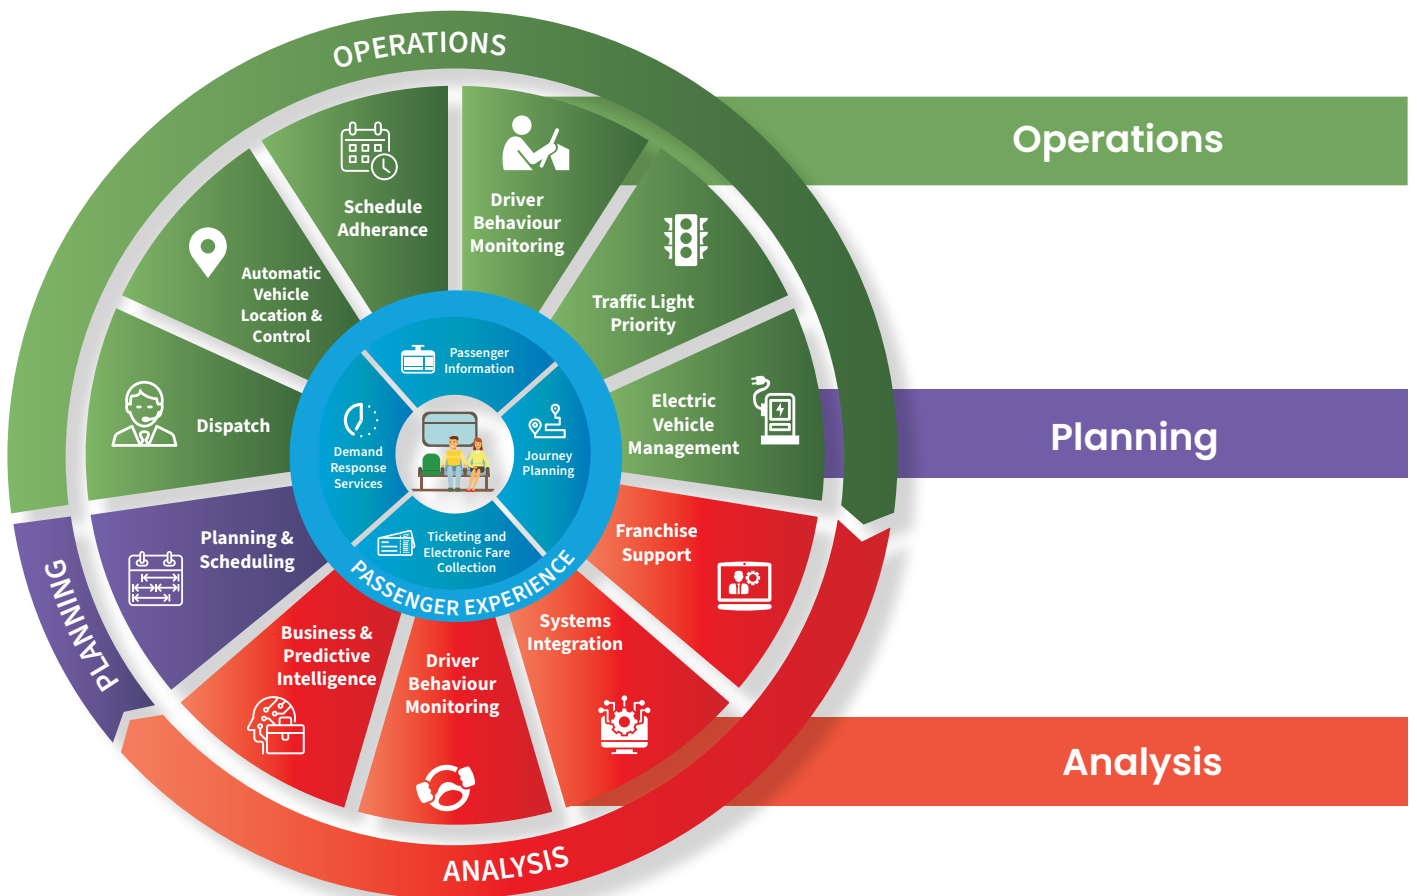 OPERATIONS
Operations
Schedule
Adherance
Driver
Behaviour
Monitoring
Automatic
Vehicle
Location &
Control
Traffic Light
Priority
Dispatch
Electric
Vehicle
Management
Passenger
Information
Demand
Response
Services
Journey
Planning
Ticketing and
Electronic Fare
Collection
PASSENGER EXPERIENCE
Planning
PLANNING
Planning &
Scheduling
Franchise
Support
Business &
Predictive
Intelligence
Driver
Behaviour
Monitoring
Systems
Integration
Analysis
ANALYSIS